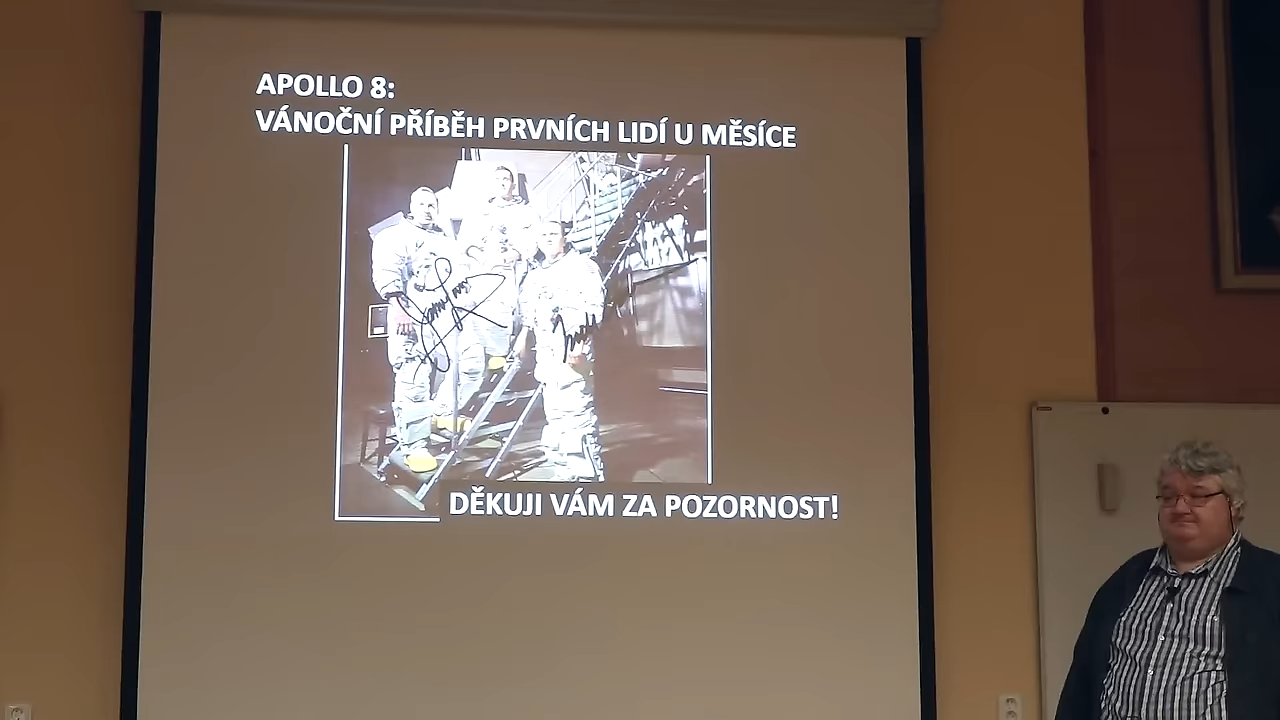 APOLLO 8:
VÁNOČNÍ PŘÍBĚH PRVNÍCH LIDÍ U MĚSÍCE
DĚKUJI VÁM ZA POZORNOST!